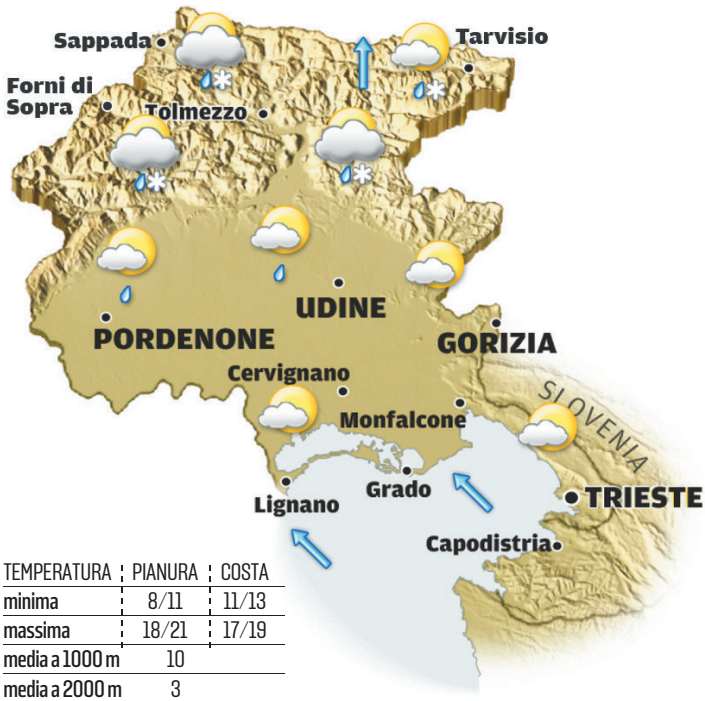 Sappada
Tarvisio
Forni di
Sopra
Tolmezzo
UDINE
PORDENONE
GORIZIA
Cervignano
SLOVENIA
Monfalcone
Grado
Lignano
TRIESTE
Capodistria
TEMPERATURA PIANURA COSTA
minima 8/11 11/13
massima 18/21 17/19
media a 1000 m 10
media a 2000 m 3